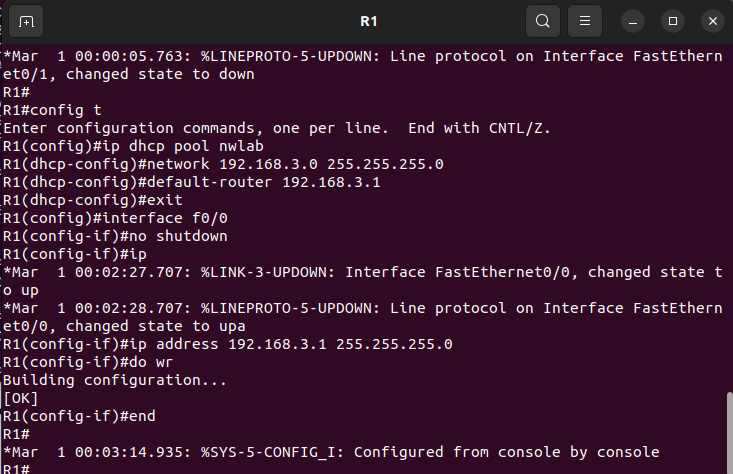 R1
*Mar  1 00:00:05.763: %LINEPROTO-5-UPDOWN: Line protocol on Interface FastEthern
et0/1, changed state to down
R1#
R1#config t
Enter configuration commands, one per line.  End with CNTL/Z.
R1(config)#ip dhcp pool nwlab
R1(dhcp-config)#network 192.168.3.0 255.255.255.0
R1(dhcp-config)#default-router 192.168.3.1
R1(dhcp-config)#exit
R1(config)#interface f0/0
R1(config-if)#no shutdown
R1(config-if)#ip
*Mar  1 00:02:27.707: %LINK-3-UPDOWN: Interface FastEthernet0/0, changed state t
o up
*Mar  1 00:02:28.707: %LINEPROTO-5-UPDOWN: Line protocol on Interface FastEthern
et0/0, changed state to upa
R1(config-if)#ip address 192.168.3.1 255.255.255.0
R1(config-if)#do wr
Building configuration...
[OK]
R1(config-if)#end
R1#
*Mar  1 00:03:14.935: %SYS-5-CONFIG_I: Configured from console by console
R1#